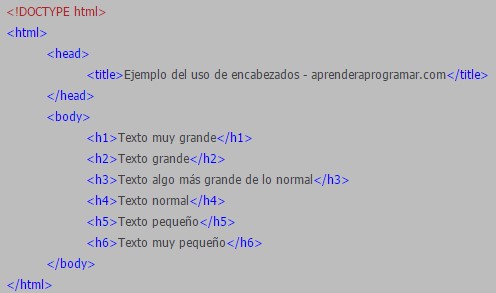 <!DOCTYPE html>
<html>
<head>
<title>Ejemplo del uso de encabezados - aprenderaprogramar.com</title>
</head>
<body>
<h1>Texto muy grande</h1>
<h2>Texto grande</h2>
<h3>Texto algo más grande de lo normal</h3>
<h4>Texto normal</h4>
<h5>Texto pequeño</h5>
<h6>Texto muy pequeño</h6>
</body>
</html>